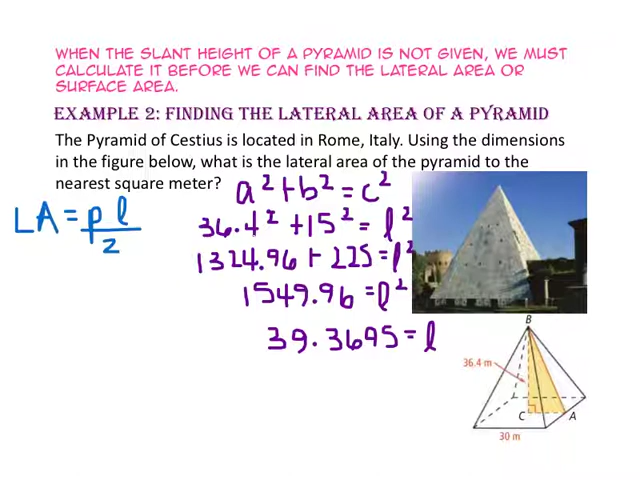 WHEN THE SLANT HEIGHT OF A PYRAMID IS NOT GIVEN, WE MUST
CALCULATE IT BEFORE WE CAN FIND THE LATERAL AREA OR
SURFACE AREA.
EXAMPLE 2: FINDING THE LATERAL AREA OF A PYRAMID
The Pyramid of Cestius is located in Rome, Italy. Using the dimensions
in the figure below, what is the lateral area of the pyramid to the
nearest square meter?
a² + b² = c²
LA = pl/2
36.4² + 15² = l²
1324.96 + 225 = l²
1549.96 = l²
39.3695 = l
B
36.4 m
C
A
30 m